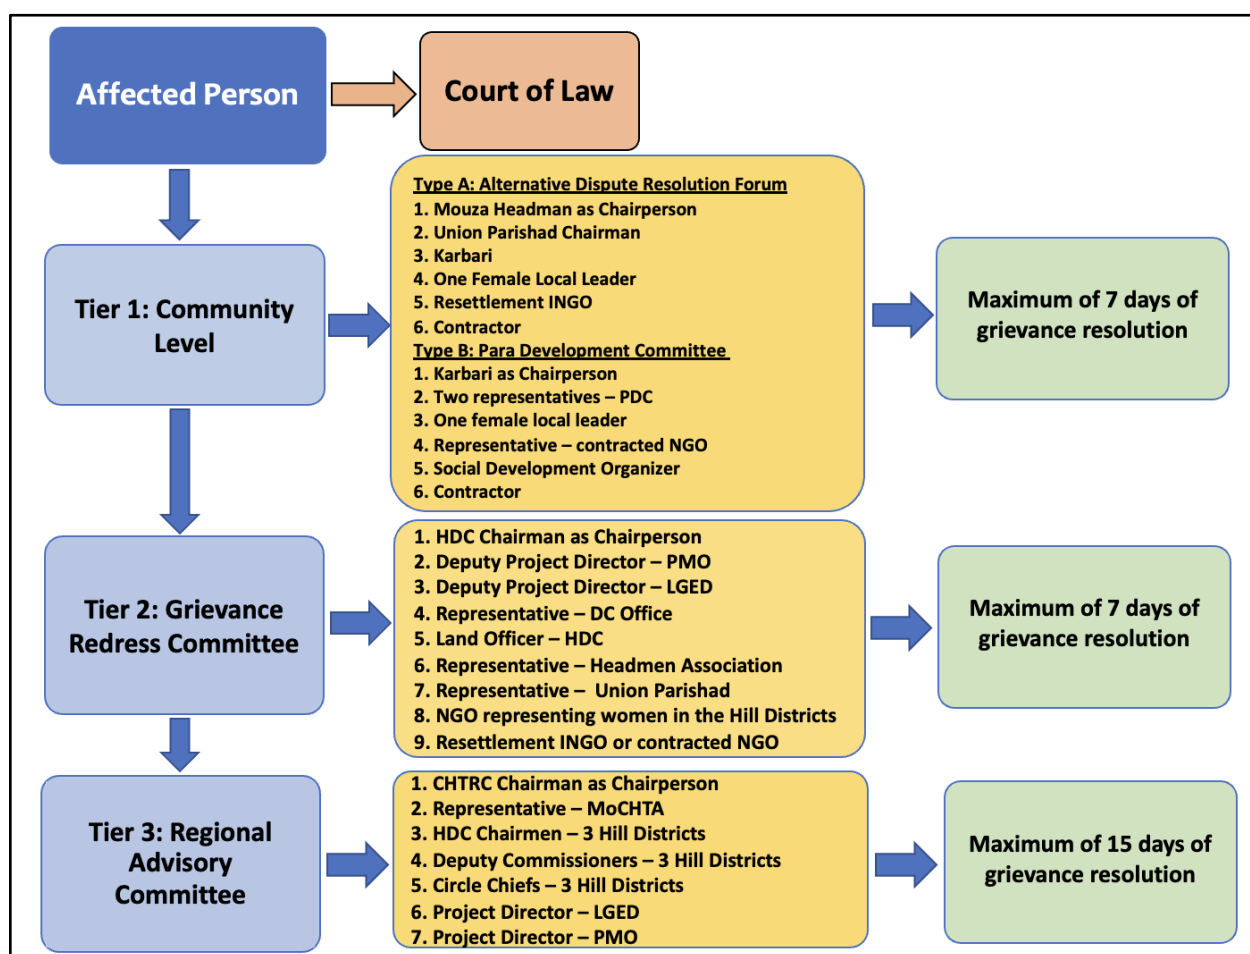 Affected Person
Court of Law
Tier 1: Community
Level
Type A: Alternative Dispute Resolution Forum
1. Mouza Headman as Chairperson
2. Union Parishad Chairman
3. Karbari
4. One Female Local Leader
5. Resettlement INGO
6. Contractor
Type B: Para Development Committee
1. Karbari as Chairperson
2. Two representatives – PDC
3. One female local leader
4. Representative – contracted NGO
5. Social Development Organizer
6. Contractor
Maximum of 7 days of
grievance resolution
Tier 2: Grievance
Redress Committee
1. HDC Chairman as Chairperson
2. Deputy Project Director – PMO
3. Deputy Project Director – LGED
4. Representative – DC Office
5. Land Officer – HDC
6. Representative – Headmen Association
7. Representative – Union Parishad
8. NGO representing women in the Hill Districts
9. Resettlement INGO or contracted NGO
Maximum of 7 days of
grievance resolution
Tier 3: Regional
Advisory
Committee
1. CHTRC Chairman as Chairperson
2. Representative – MoCHTA
3. HDC Chairmen – 3 Hill Districts
4. Deputy Commissioners – 3 Hill Districts
5. Circle Chiefs – 3 Hill Districts
6. Project Director – LGED
7. Project Director – PMO
Maximum of 15 days of
grievance resolution